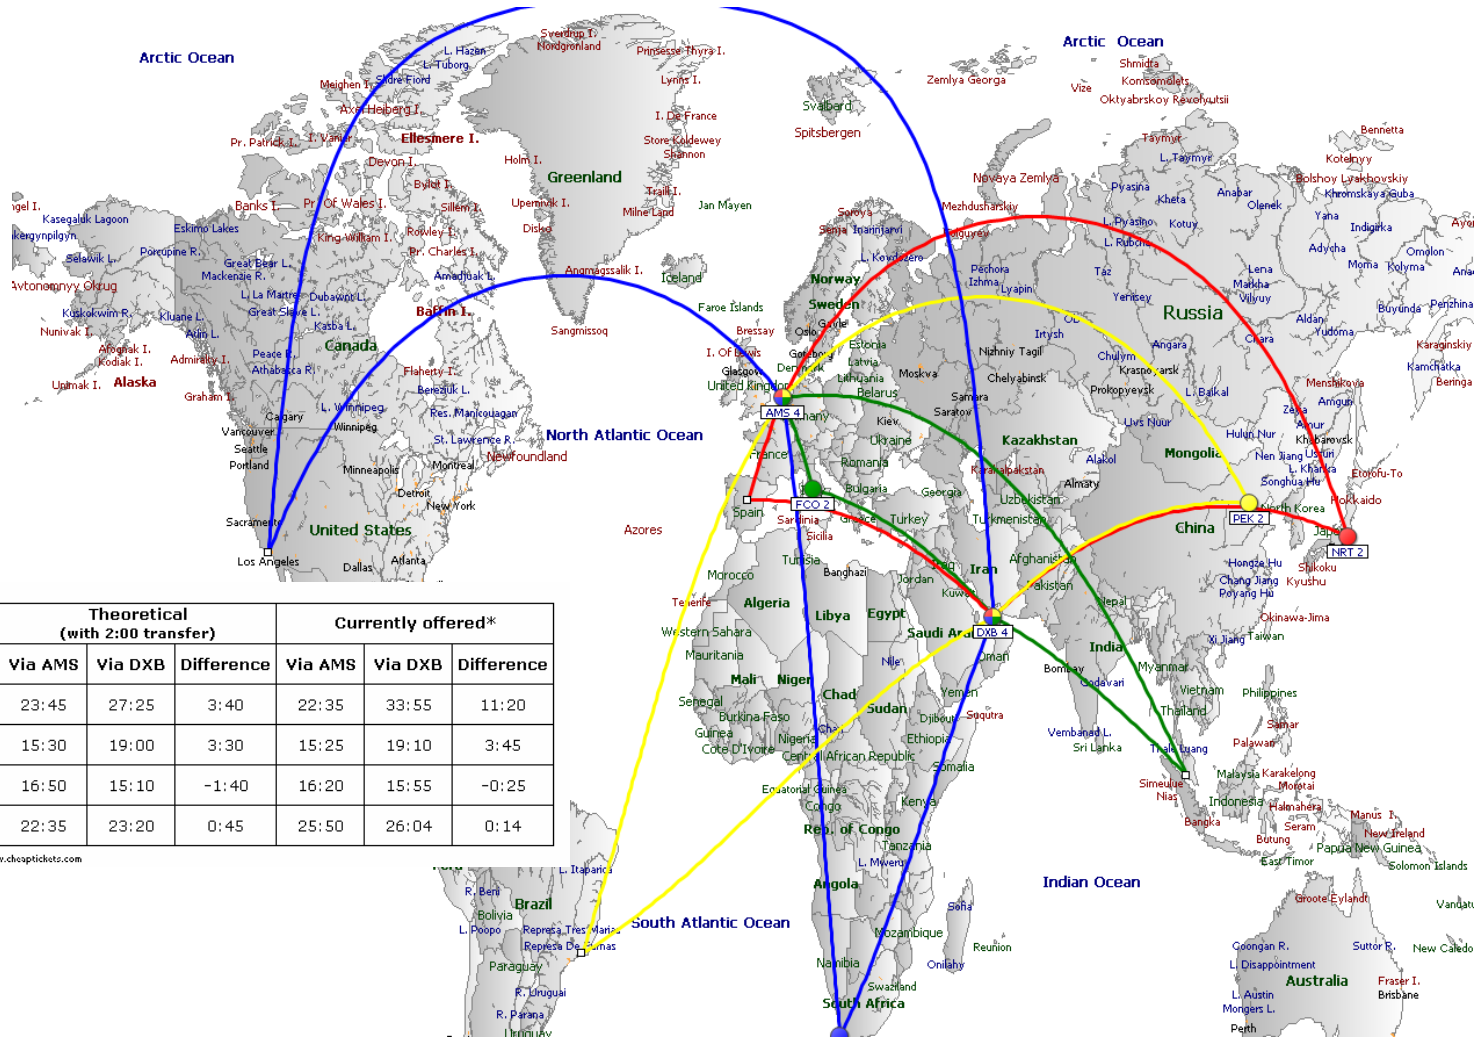 Arctic Ocean
Arctic Ocean
Sverdrup I.
Nordgronland
Prinsesse Thyra I.
L. Hazen
L. Tuborg
Shmidta
Komsomolets
Oktyabrskoy Revolyutsii
Zemlya Georga
Vize
Svalbard
Spitsbergen
Meighen I.
Lynns I.
Axel Heiberg I.
I. De France
Bennetta
Pr. Patrick I.
Ellesmere I.
Store Koldewey
Shannon
Taymyr
L. Taymyr
Kotelnyy
Devon I.
Holm I.
Greenland
Novaya Zemlya
Pyasina
Bolshoy Lyakhovskiy
Bylot I.
Traill I.
Anabar
Khromskaya Guba
Kheta
Olenek
Banks I.
Pr. Of Wales I.
Sillem I.
Upernivik I.
Milne Land
Jan Mayen
Mezhdusharskiy
Kasegaluk Lagoon
Disko
Soroya
L. Pyasino
Kotuy
Yana
Indigirka
Eskimo Lakes
King William I.
Rowley I.
Senja
Inarinjarvi
L. Kovdozero
Adycha
Omolon
Selawik L.
Porcupine R.
Pr. Charles I.
Great Bear L.
Mackenzie R.
Amadjuak L.
Angmagssalik I.
Iceland
Norway
Pechora
Izhma
Lyapin
Taz
Lena
Markha
Vilyuy
Moma
Kolyma
Avtonomnyy Okrug
L. La Martre
Dubawnt L.
Sweden
Yenisey
Russia
Buyunda
Penzhina
Kuskokwim R.
Kluane L.
Great Slave L.
Baffin I.
Faroe Islands
Aldan
Nunivak I.
Atlin L.
Kasba L.
Sangmissoq
Bressay
Oslo
Gavle
Irtysh
Yudoma
Afognak I.
Kodiak I.
Canada
Estonia
Angara
Chara
Karaginskiy
Admiralty I.
Peace R.
I. Of Lewis
Goteborg
Nizhniy Tagil
Chulym
Unimak I.
Alaska
Athabasca R.
Flaherty I.
Glasgow
Denmark
Latvia
Moskva
Chelyabinsk
Krasnoyarsk
Kamchatka
Bienville L.
United Kingdom
Lithuania
Belarus
Prokopyevsk
L. Baikal
Menshikova
Beringa
Graham I.
L. Winnipeg
Res. Manicouagan
AMS 4
Samara
Saratov
Zeya
Amgun
Calgary
Winnipeg
Kiev
Uvs Nuur
Amur
Vancouver
Seattle
Portland
St. Lawrence R.
Newfoundland
North Atlantic Ocean
Ukraine
Kazakhstan
Hulun Nur
Khabarovsk
Minneapolis
Montreal
France
Romania
Karakalpakstan
Alakol
Mongolia
Nen Jiang
Ussuri
L. Khanka
Etorofu-To
Detroit
New York
Bulgaria
Georgia
Almaty
Songhua Hu
Hokkaido
Uzbekistan
FCO 2
Spain
PEK 2
North Korea
Sacramento
United States
Azores
Sardinia
Greece
Turkey
Turkmenistan
China
Sicilia
NRT 2
Los Angeles
Dallas
Atlanta
Tunisia
Iran
Afghanistan
Hongze Hu
Shikoku
Morocco
Banghazi
Jordan
Kuwait
Pakistan
Chang Jiang
Kyushu
Poyang Hu
Tenerife
Algeria
Libya
Egypt
Nepal
Okinawa-Jima
Western Sahara
DXB 4
India
Xi Jiang
Taiwan
Mauritania
Nile
Oman
Bombay
Myanmar
Mali
Niger
Chad
Yemen
Godavari
Vietnam
Philippines
Senegal
Sudan
Suqutra
Thailand
Burkina Faso
Djibouti
Samar
Guinea
Nigeria
Ethiopia
Vembanad L.
Cote D'Ivoire
Central African Republic
Sri Lanka
Thale Luang
Palawan
Somalia
Malaysia
Karakelong
Simeulue
Morotai
Equatorial Guinea
Nias
Congo
Kenya
Indonesia
Halmahera
Manus I.
Rep. of Congo
Bangka
Seram
New Ireland
Tanzania
Butung
Papua New Guinea
L. Mweru
East Timor
Solomon Islands
Theoretical
(with 2:00 transfer)
Currently offered*
Via AMS Via DXB Difference Via AMS Via DXB Difference
23:45 27:25 3:40 22:35 33:55 11:20
15:30 19:00 3:30 15:25 19:10 3:45
16:50 15:10 -1:40 16:20 15:55 -0:25
22:35 23:20 0:45 25:50 26:04 0:14
.cheaptickets.com
L. Itaparica
R. Beni
Angola
Indian Ocean
Brazil
Sofia
Groote Eylandt
Bolivia
South Atlantic Ocean
L. Poopo
Represa Tres Marias
Mozambique
Represa De Furnas
Reunion
Coongan R.
Suttor R.
Paraguay
Namibia
Onilahy
L. Disappointment
Australia
Fraser I.
Swaziland
R. Uruguai
L. Austin
Brisbane
South Africa
Mongers L.
R. Parana
Perth
Uruguay